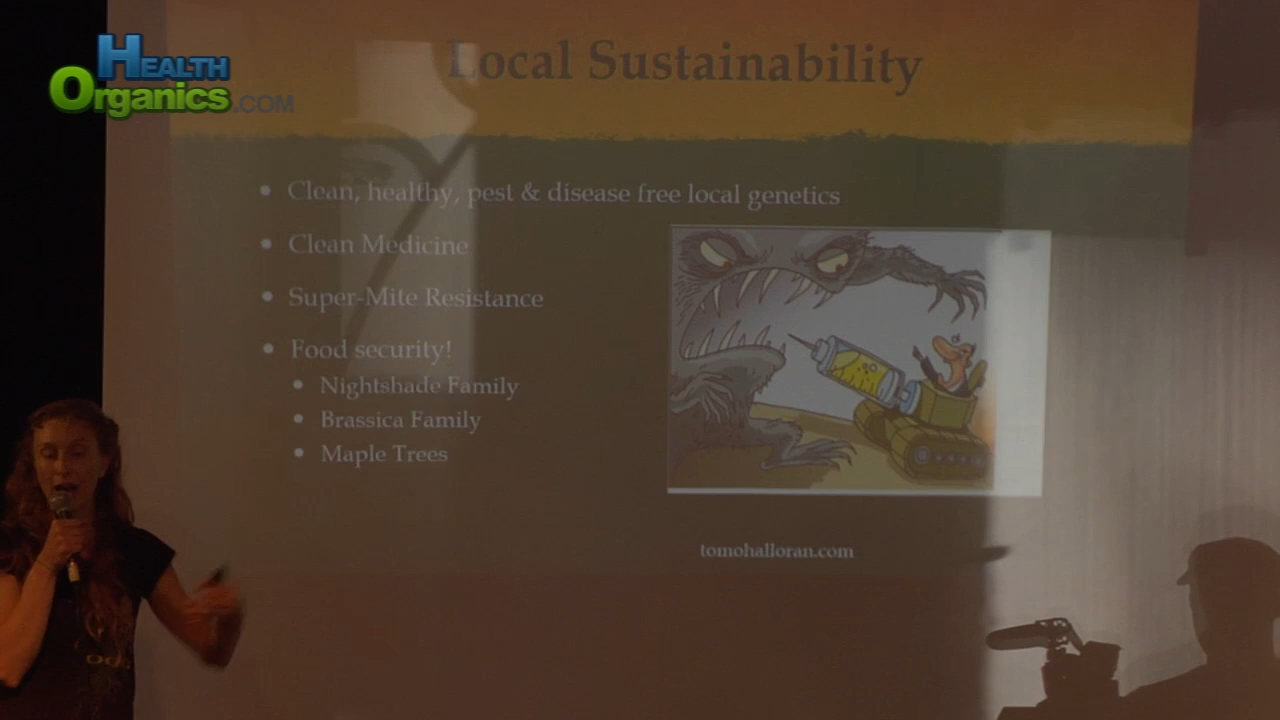 Health
Organics.com
Local Sustainability
• Clean, healthy, pest & disease free local genetics
• Clean Medicine
• Super-Mite Resistance
• Food security!
• Nightshade Family
• Brassica Family
• Maple Trees
tomohalloran.com